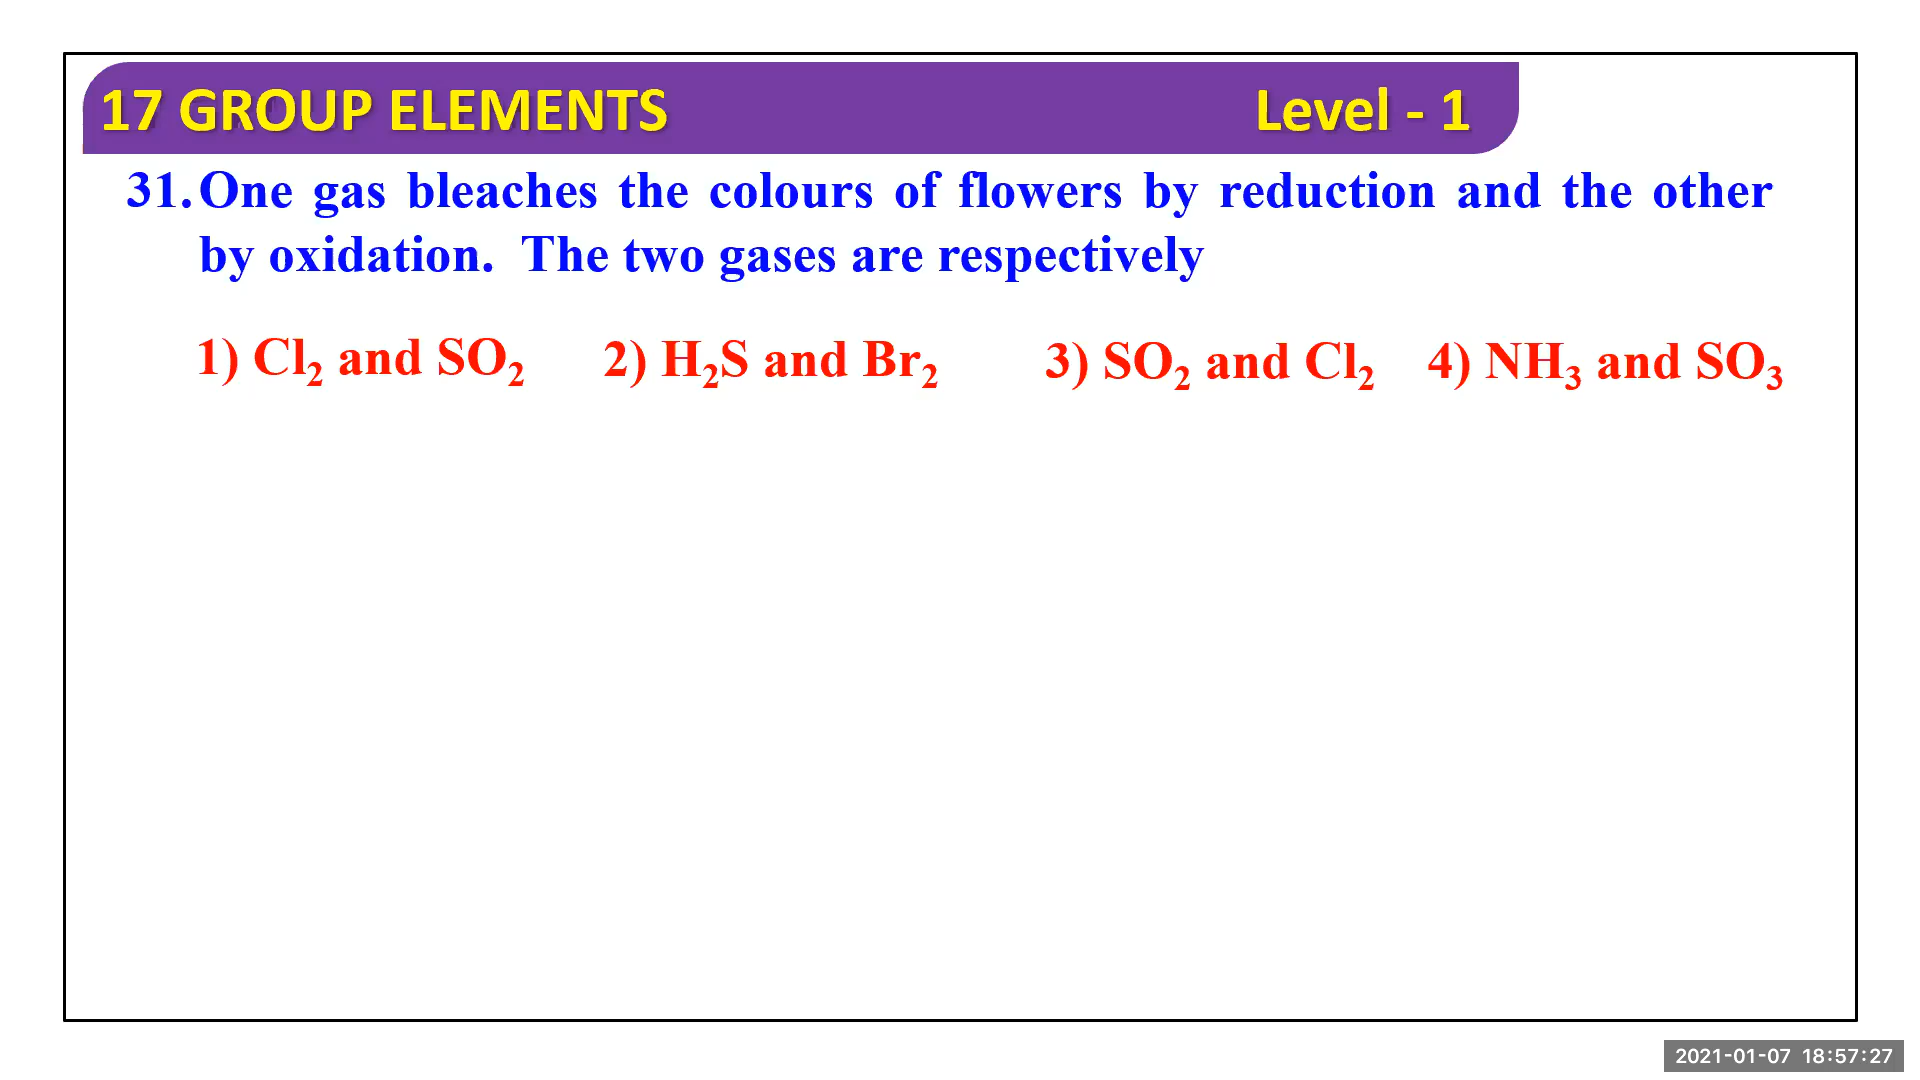 17 GROUP ELEMENTS Level - 1
31. One gas bleaches the colours of flowers by reduction and the other
by oxidation. The two gases are respectively
1) Cl₂ and SO₂ 2) H₂S and Br₂ 3) SO₂ and Cl₂ 4) NH₃ and SO₃
2021-01-07 18:57:27